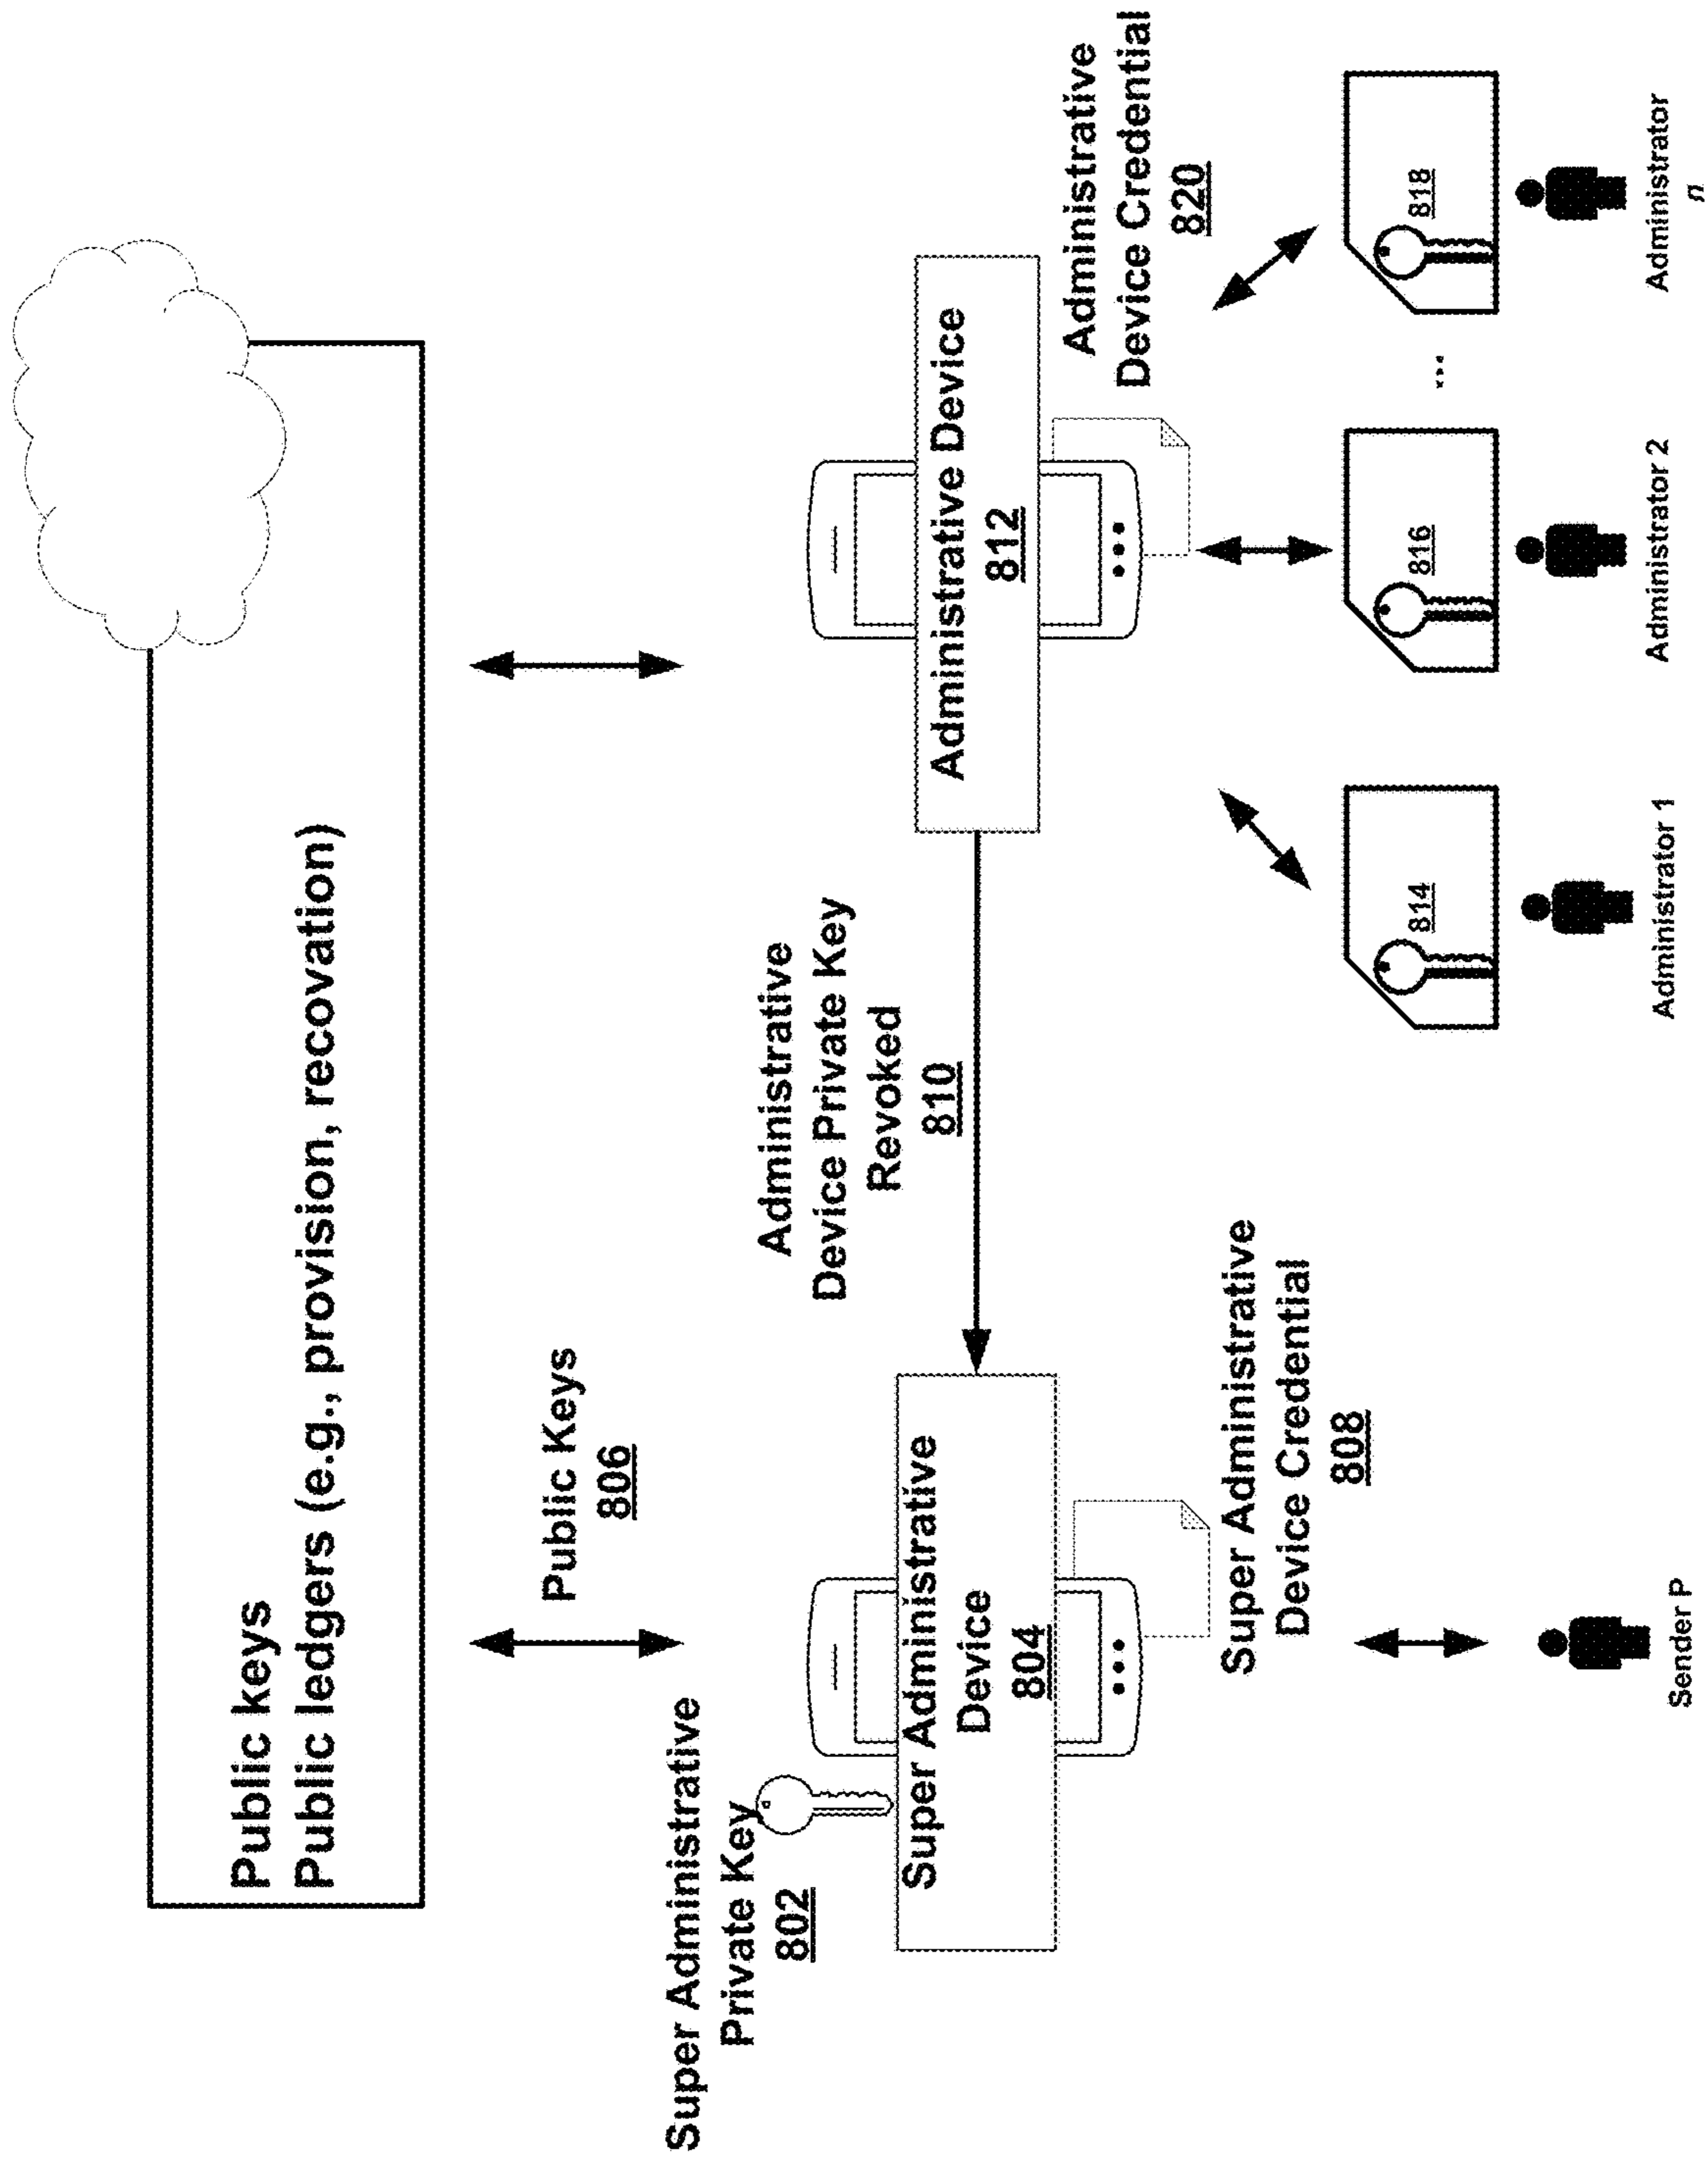 Public keys
Public ledgers (e.g., provision, recovation)
Public Keys
806
Super Administrative
Private Key
802
Super Administrative
Device
804
Super Administrative
Device Credential
808
Sender P
Administrative
Device Private Key
Revoked
810
Administrative Device
812
Administrative
Device Credential
820
814
816
...
818
Administrator 1
Administrator 2
Administrator
n